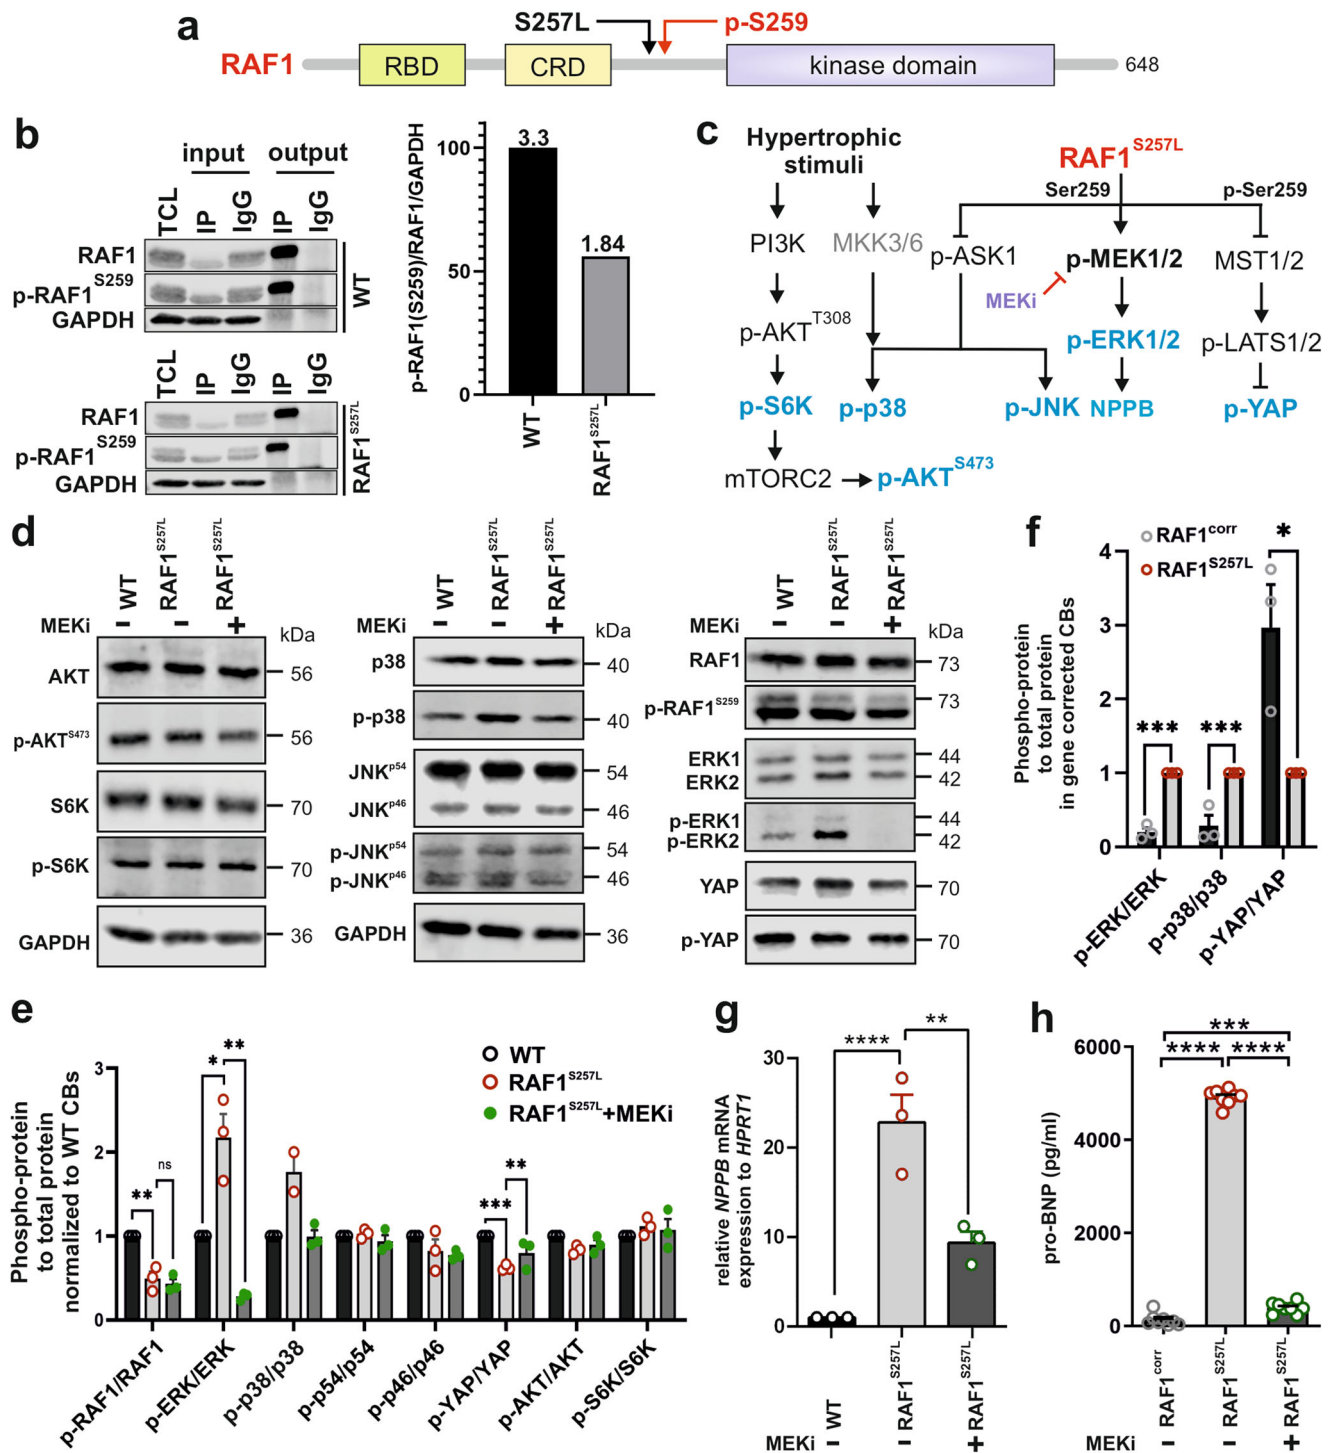 a
S257L
p-S259
RAF1
RBD
CRD
kinase domain
648
b
input
output
TCL
IP
IgG
IP
IgG
RAF1
p-RAF1S259
GAPDH
WT
TCL
IP
IgG
IP
IgG
RAF1
p-RAF1S259
GAPDH
RAF1S257L
p-RAF1(S259)/RAF1/GAPDH
100
50
0
3.3
1.84
WT
RAF1S257L
c
Hypertrophic
stimuli
RAF1S257L
Ser259
p-Ser259
PI3K
MKK3/6
p-ASK1
p-MEK1/2
MST1/2
MEKi
p-AKTT308
p-ERK1/2
p-LATS1/2
p-S6K
p-p38
p-JNK
NPPB
p-YAP
mTORC2
p-AKTS473
d
WT
RAF1S257L
RAF1S257L
MEKi
−
−
+
kDa
AKT
56
p-AKTS473
56
S6K
70
p-S6K
70
GAPDH
36
WT
RAF1S257L
RAF1S257L
MEKi
−
−
+
kDa
p38
40
p-p38
40
JNKp54
54
JNKp46
46
p-JNKp54
54
p-JNKp46
46
GAPDH
36
WT
RAF1S257L
RAF1S257L
MEKi
−
−
+
kDa
RAF1
73
p-RAF1S259
73
ERK1
44
ERK2
42
p-ERK1
44
p-ERK2
42
YAP
70
p-YAP
70
f
RAF1corr
RAF1S257L
*
***
***
Phospho-protein
to total protein
in gene corrected CBs
4
3
2
1
0
p-ERK/ERK
p-p38/p38
p-YAP/YAP
e
WT
RAF1S257L
RAF1S257L+MEKi
Phospho-protein
to total protein
normalized to WT CBs
3
2
1
0
**
ns
*
**
***
**
p-RAF1/RAF1
p-ERK/ERK
p-p38/p38
p-p54/p54
p-p46/p46
p-YAP/YAP
p-AKT/AKT
p-S6K/S6K
g
relative NPPB mRNA
expression to HPRT1
30
20
10
0
****
**
WT
RAF1S257L
RAF1S257L
MEKi
−
−
+
h
pro-BNP (pg/ml)
6000
4000
2000
0
***
****
****
RAF1corr
RAF1S257L
RAF1S257L
MEKi
−
−
+